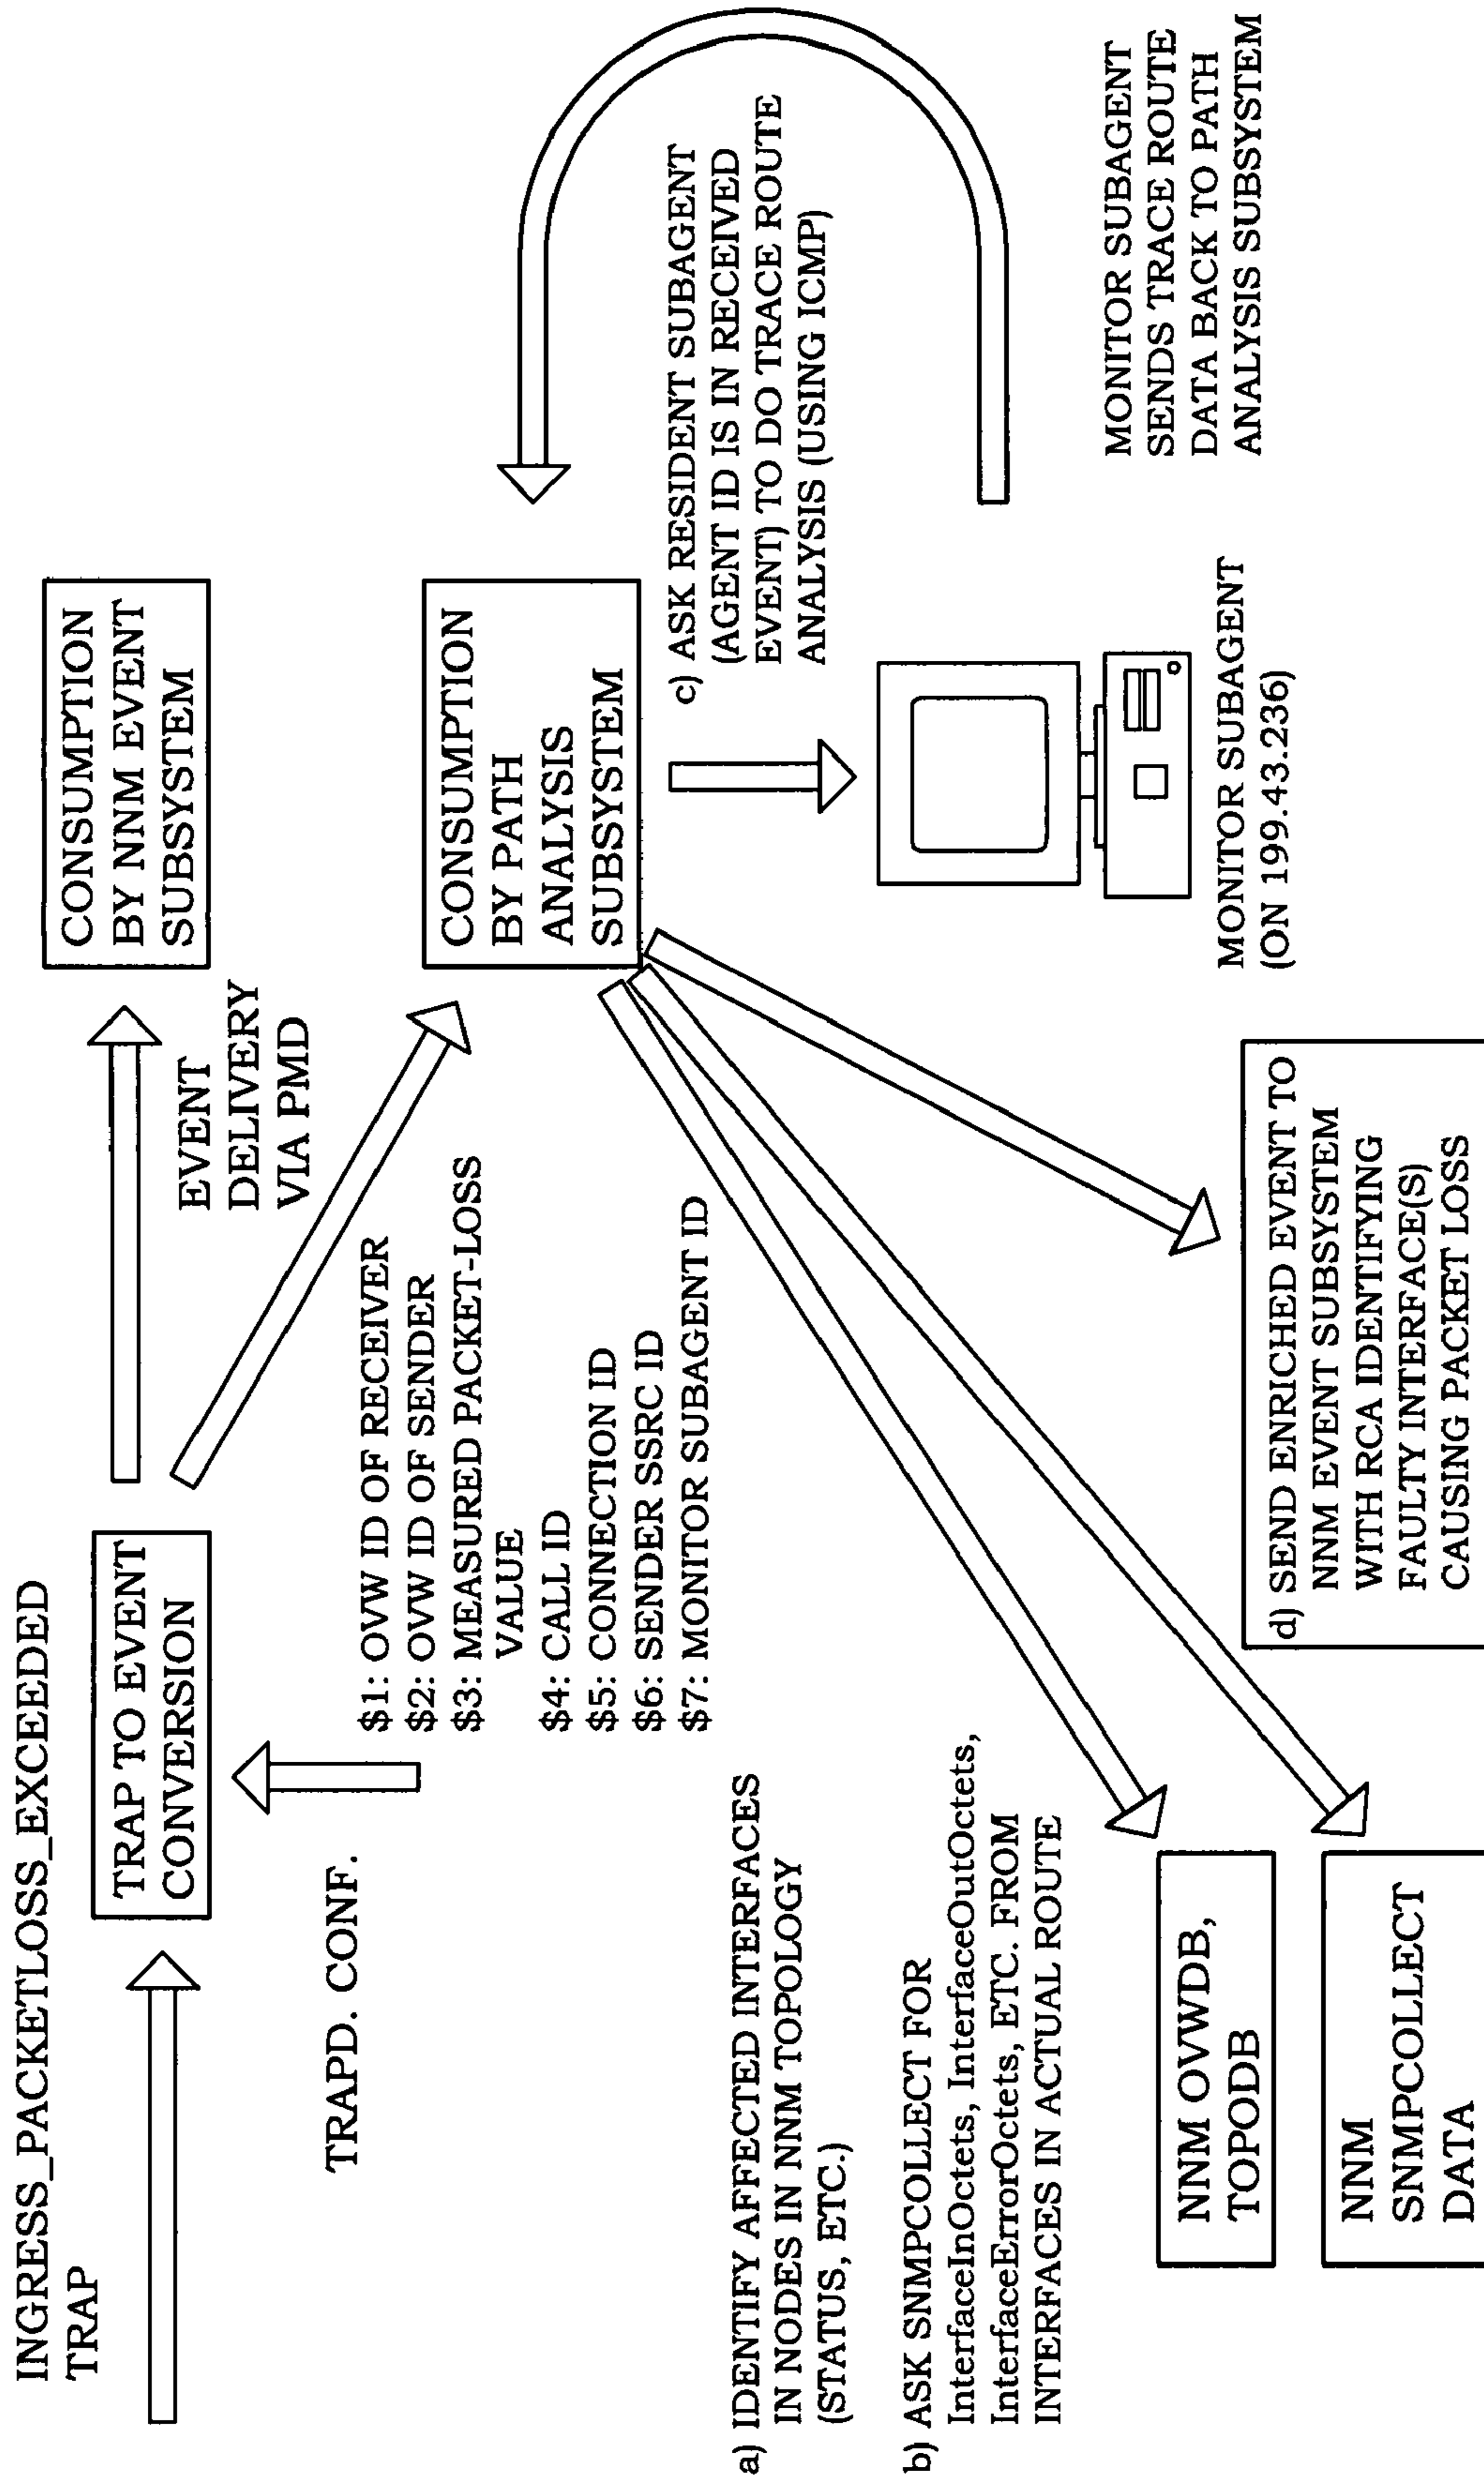 INGRESS_PACKETLOSS_EXCEEDED
TRAP
TRAP TO EVENT
CONVERSION
TRAPD. CONF.
EVENT
DELIVERY
VIA PMD
CONSUMPTION
BY NNM EVENT
SUBSYSTEM
$1: OVW ID OF RECEIVER
$2: OVW ID OF SENDER
$3: MEASURED PACKET-LOSS
VALUE
$4: CALL ID
$5: CONNECTION ID
$6: SENDER SSRC ID
$7: MONITOR SUBAGENT ID
CONSUMPTION
BY PATH
ANALYSIS
SUBSYSTEM
a) IDENTIFY AFFECTED INTERFACES
IN NODES IN NNM TOPOLOGY
(STATUS, ETC.)
b) ASK SNMPCOLLECT FOR
InterfaceInOctets, InterfaceOutOctets,
InterfaceErrorOctets, ETC. FROM
INTERFACES IN ACTUAL ROUTE
c) ASK RESIDENT SUBAGENT
(AGENT ID IS IN RECEIVED
EVENT) TO DO TRACE ROUTE
ANALYSIS (USING ICMP)
NNM OVWDB,
TOPODB
NNM
SNMPCOLLECT
DATA
d) SEND ENRICHED EVENT TO
NNM EVENT SUBSYSTEM
WITH RCA IDENTIFYING
FAULTY INTERFACE(S)
CAUSING PACKET LOSS
MONITOR SUBAGENT
(ON 199.43.236)
MONITOR SUBAGENT
SENDS TRACE ROUTE
DATA BACK TO PATH
ANALYSIS SUBSYSTEM